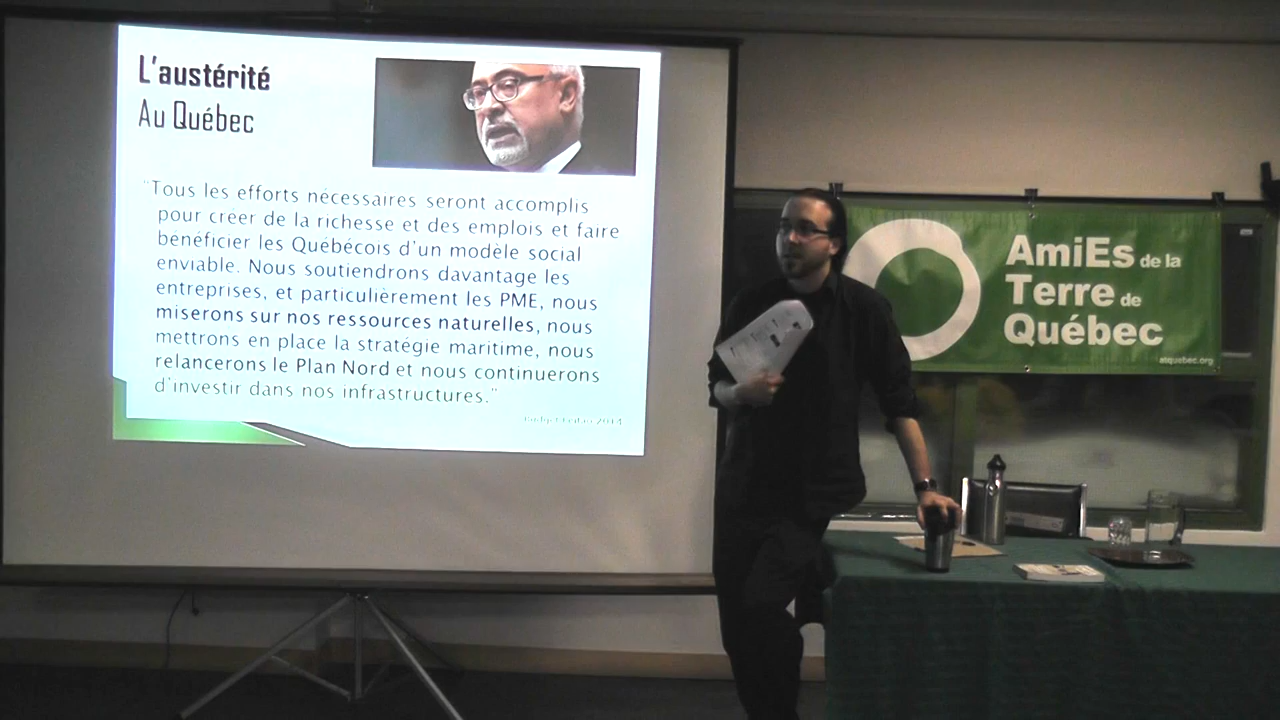 L'austérité
Au Québec
"Tous les efforts nécessaires seront accomplis
pour créer de la richesse et des emplois et faire
bénéficier les Québécois d'un modèle social
enviable. Nous soutiendrons davantage les
entreprises, et particulièrement les PME, nous
miserons sur nos ressources naturelles, nous
mettrons en place la stratégie maritime, nous
relancerons le Plan Nord et nous continuerons
d'investir dans nos infrastructures."
2014
AmiEs de la
Terre de
Québec
atquebec.org